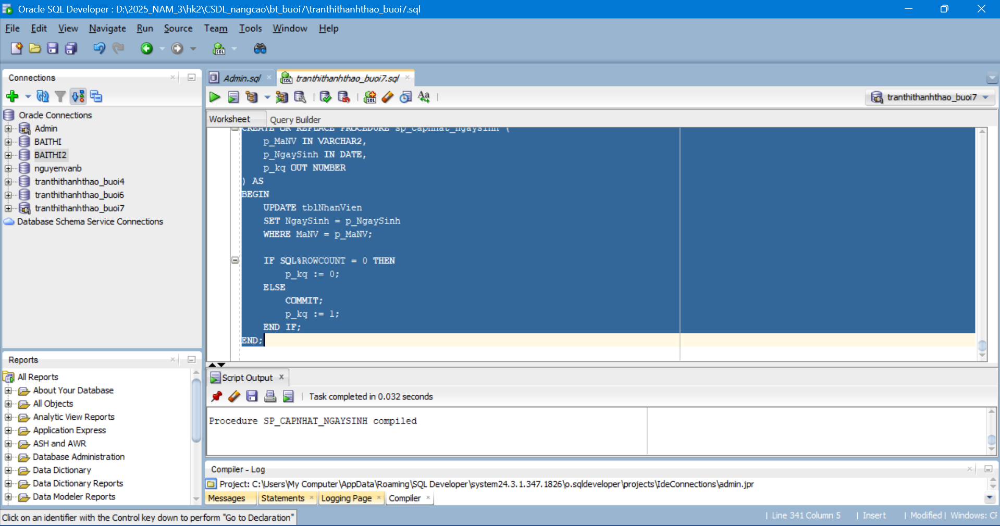 Oracle SQL Developer : D:\2025_NAM_3\hk2\CSDL_nangcao\bt_buoi7\tranthithanhthao_buoi7.sql
File Edit View Navigate Run Source Team Tools Window Help
Connections
Oracle Connections
Admin
BAITHI
BAITHI2
nguyenvanb
tranthithanhthao_buoi4
tranthithanhthao_buoi6
tranthithanhthao_buoi7
Database Schema Service Connections
Reports
All Reports
About Your Database
All Objects
Analytic View Reports
Application Express
ASH and AWR
Database Administration
Data Dictionary
Data Dictionary Reports
Data Modeler Reports
Admin.sql
tranthithanhthao_buoi7.sql
tranthithanhthao_buoi7
Worksheet Query Builder
CREATE OR REPLACE PROCEDURE sp_capnhat_ngaysinh (
p_MaNV IN VARCHAR2,
p_NgaySinh IN DATE,
p_kq OUT NUMBER
) AS
BEGIN
UPDATE tblNhanVien
SET NgaySinh = p_NgaySinh
WHERE MaNV = p_MaNV;
IF SQL%ROWCOUNT = 0 THEN
p_kq := 0;
ELSE
COMMIT;
p_kq := 1;
END IF;
END;
Script Output
Task completed in 0.032 seconds
Procedure SP_CAPNHAT_NGAYSINH compiled
Compiler - Log
Project: C:\Users\My Computer\AppData\Roaming\SQL Developer\system24.3.1.347.1826\o.sqldeveloper\projects\IdeConnections\admin.jpr
Messages Statements Logging Page Compiler
Click on an identifier with the Control key down to perform "Go to Declaration"
| Line 341 Column 5 | Insert | Modified | Windows: